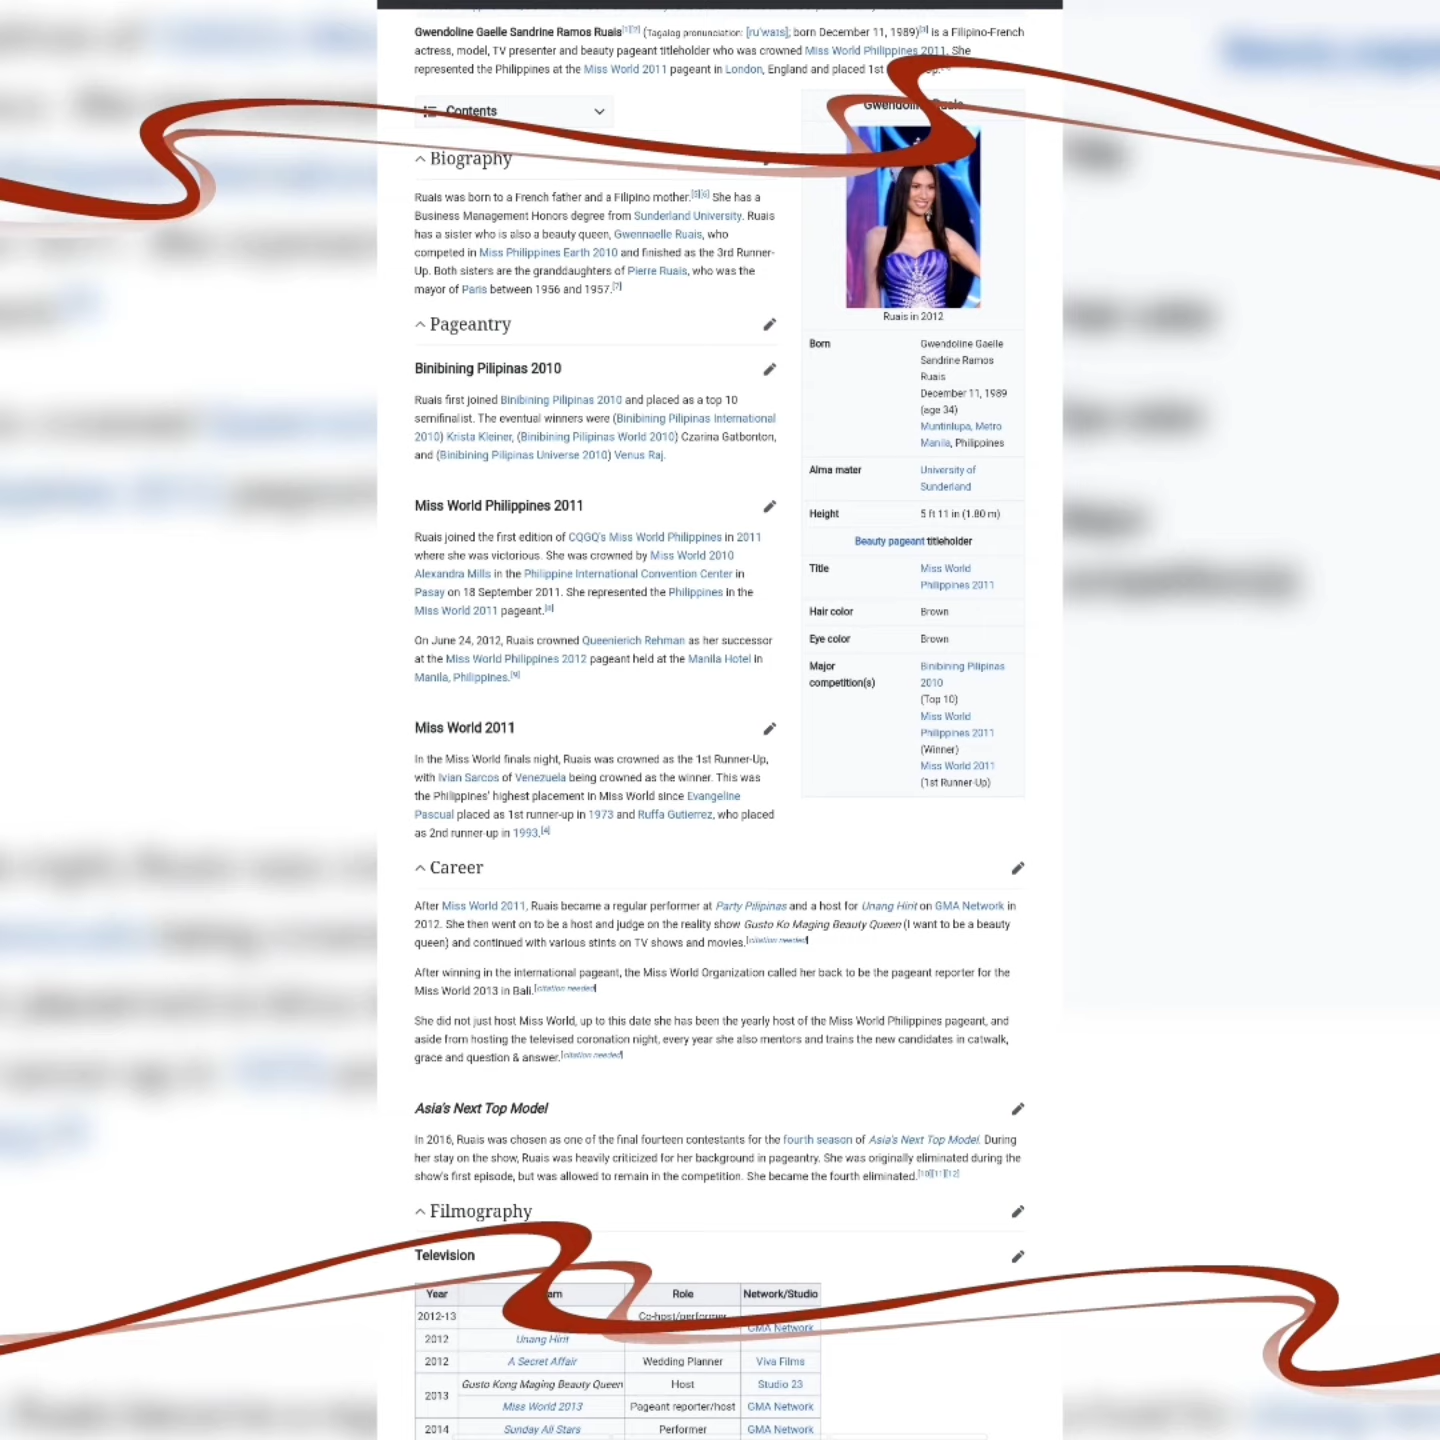 Gwendoline Gaelle Sandrine Ramos Ruais[1][2] (Tagalog pronunciation: [ruˈwaɪs]; born December 11, 1989)[3] is a Filipino-French
actress, model, TV presenter and beauty pageant titleholder who was crowned Miss World Philippines 2011. She
represented the Philippines at the Miss World 2011 pageant in London, England and placed 1st
Contents
Biography
Ruais was born to a French father and a Filipino mother.[5][6] She has a
Business Management Honors degree from Sunderland University. Ruais
has a sister who is also a beauty queen, Gwennaelle Ruais, who
competed in Miss Philippines Earth 2010 and finished as the 3rd Runner-
Up. Both sisters are the granddaughters of Pierre Ruais, who was the
mayor of Paris between 1956 and 1957.[7]
Pageantry
Binibining Pilipinas 2010
Ruais first joined Binibining Pilipinas 2010 and placed as a top 10
semifinalist. The eventual winners were (Binibining Pilipinas International
2010) Krista Kleiner, (Binibining Pilipinas World 2010) Czarina Gatbonton,
and (Binibining Pilipinas Universe 2010) Venus Raj.
Miss World Philippines 2011
Ruais joined the first edition of CQGQ's Miss World Philippines in 2011
where she was victorious. She was crowned by Miss World 2010
Alexandra Mills in the Philippine International Convention Center in
Pasay on 18 September 2011. She represented the Philippines in the
Miss World 2011 pageant.[8]
On June 24, 2012, Ruais crowned Queenierich Rehman as her successor
at the Miss World Philippines 2012 pageant held at the Manila Hotel in
Manila, Philippines.[9]
Miss World 2011
In the Miss World finals night, Ruais was crowned as the 1st Runner-Up,
with Ivian Sarcos of Venezuela being crowned as the winner. This was
the Philippines' highest placement in Miss World since Evangeline
Pascual placed as 1st runner-up in 1973 and Ruffa Gutierrez, who placed
as 2nd runner-up in 1993.[4]
Gwendoline Ruais
Ruais in 2012
Born Gwendoline Gaelle
Sandrine Ramos
Ruais
December 11, 1989
(age 34)
Muntinlupa, Metro
Manila, Philippines
Alma mater University of
Sunderland
Height 5 ft 11 in (1.80 m)
Beauty pageant titleholder
Title Miss World
Philippines 2011
Hair color Brown
Eye color Brown
Major Binibining Pilipinas
competition(s) 2010
(Top 10)
Miss World
Philippines 2011
(Winner)
Miss World 2011
(1st Runner-Up)
Career
After Miss World 2011, Ruais became a regular performer at Party Pilipinas and a host for Unang Hirit on GMA Network in
2012. She then went on to be a host and judge on the reality show Gusto Ko Maging Beauty Queen (I want to be a beauty
queen) and continued with various stints on TV shows and movies.[citation needed]
After winning in the international pageant, the Miss World Organization called her back to be the pageant reporter for the
Miss World 2013 in Bali.[citation needed]
She did not just host Miss World, up to this date she has been the yearly host of the Miss World Philippines pageant, and
aside from hosting the televised coronation night, every year she also mentors and trains the new candidates in catwalk,
grace and question & answer.[citation needed]
Asia's Next Top Model
In 2016, Ruais was chosen as one of the final fourteen contestants for the fourth season of Asia's Next Top Model. During
her stay on the show, Ruais was heavily criticized for her background in pageantry. She was originally eliminated during the
show's first episode, but was allowed to remain in the competition. She became the fourth eliminated.[10][11][12]
Filmography
Television
Year Role Network/Studio
2012-13 Co-host/performer GMA Network
2012 Unang Hirit
2012 A Secret Affair Wedding Planner Viva Films
2013 Gusto Kong Maging Beauty Queen Host Studio 23
Miss World 2013 Pageant reporter/host GMA Network
2014 Sunday All Stars Performer GMA Network